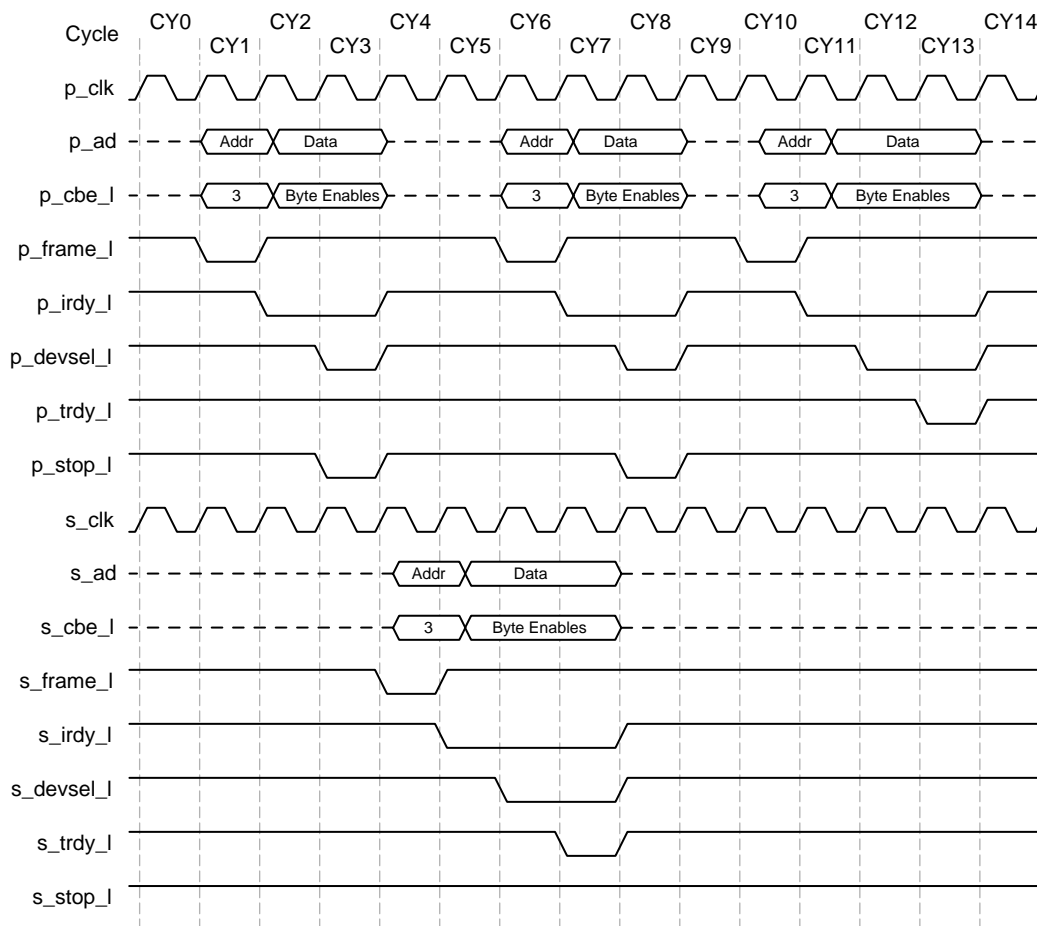 CY0 CY2 CY4 CY6 CY8 CY10 CY12 CY14
Cycle
CY1 CY3 CY5 CY7 CY9 CY11 CY13
p_clk
p_ad Addr Data Addr Data Addr Data
p_cbe_l 3 Byte Enables 3 Byte Enables 3 Byte Enables
p_frame_l
p_irdy_l
p_devsel_l
p_trdy_l
p_stop_l
s_clk
s_ad Addr Data
s_cbe_l 3 Byte Enables
s_frame_l
s_irdy_l
s_devsel_l
s_trdy_l
s_stop_l